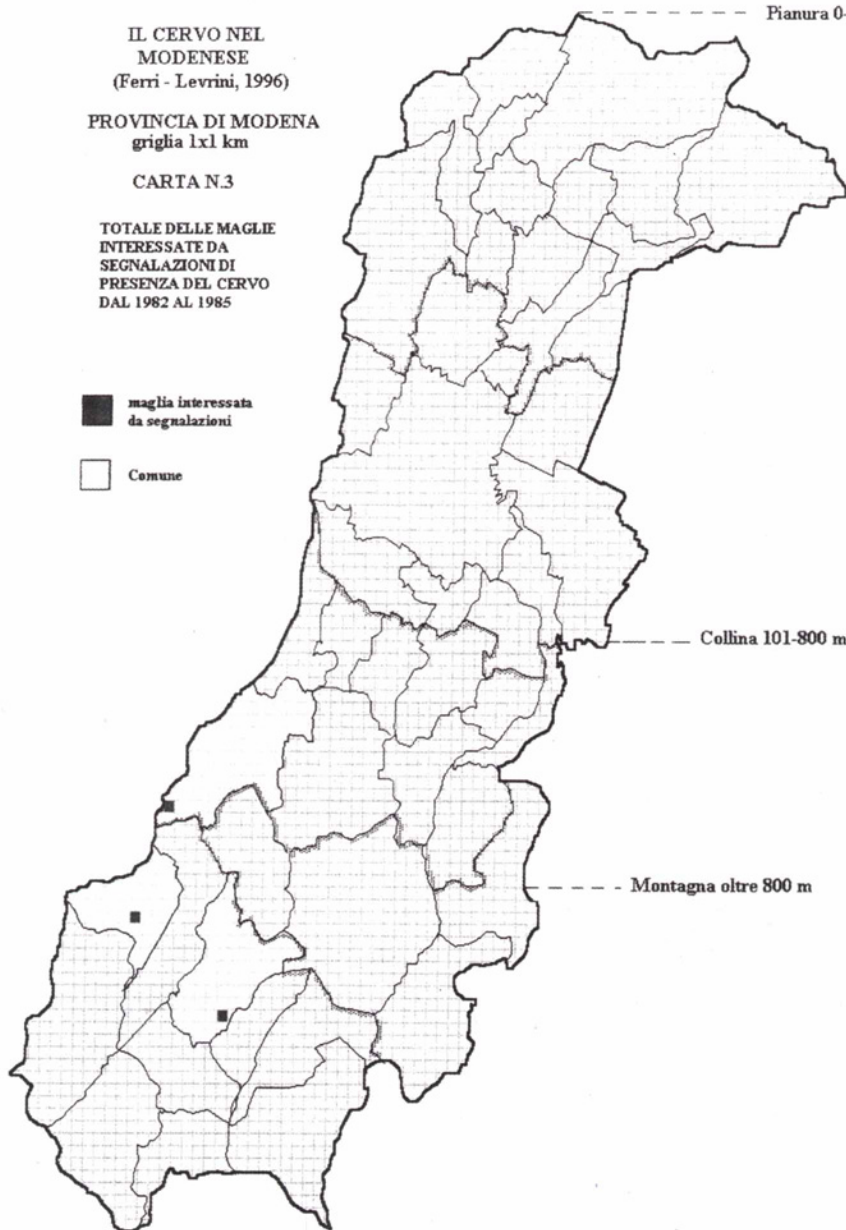 IL CERVO NEL
MODENESE
(Ferri - Levrini, 1996)
PROVINCIA DI MODENA
griglia 1x1 km
CARTA N.3
TOTALE DELLE MAGLIE
INTERESSATE DA
SEGNALAZIONI DI
PRESENZA DEL CERVO
DAL 1982 AL 1985
maglia interessata
da segnalazioni
Comune
Pianura 0-
Collina 101-800 m
Montagna oltre 800 m